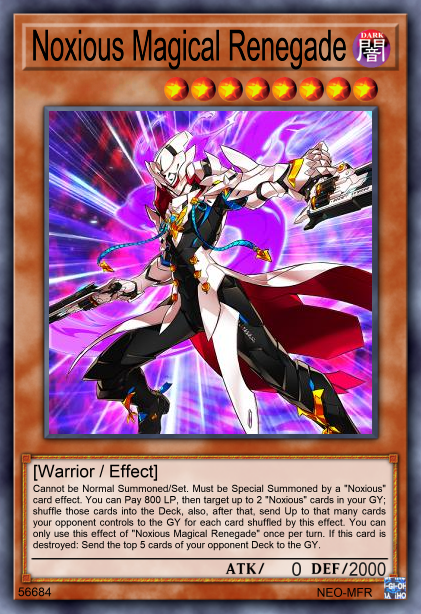 Noxious Magical Renegade
DARK
闇
[Warrior / Effect]
Cannot be Normal Summoned/Set. Must be Special Summoned by a "Noxious"
card effect. You can Pay 800 LP, then target up to 2 "Noxious" cards in your GY;
shuffle those cards into the Deck, also, after that, send Up to that many cards
your opponent controls to the GY for each card shuffled by this effect. You can
only use this effect of "Noxious Magical Renegade" once per turn. If this card is
destroyed: Send the top 5 cards of your opponent Deck to the GY.
ATK/ 0 DEF/2000
56684 NEO-MFR